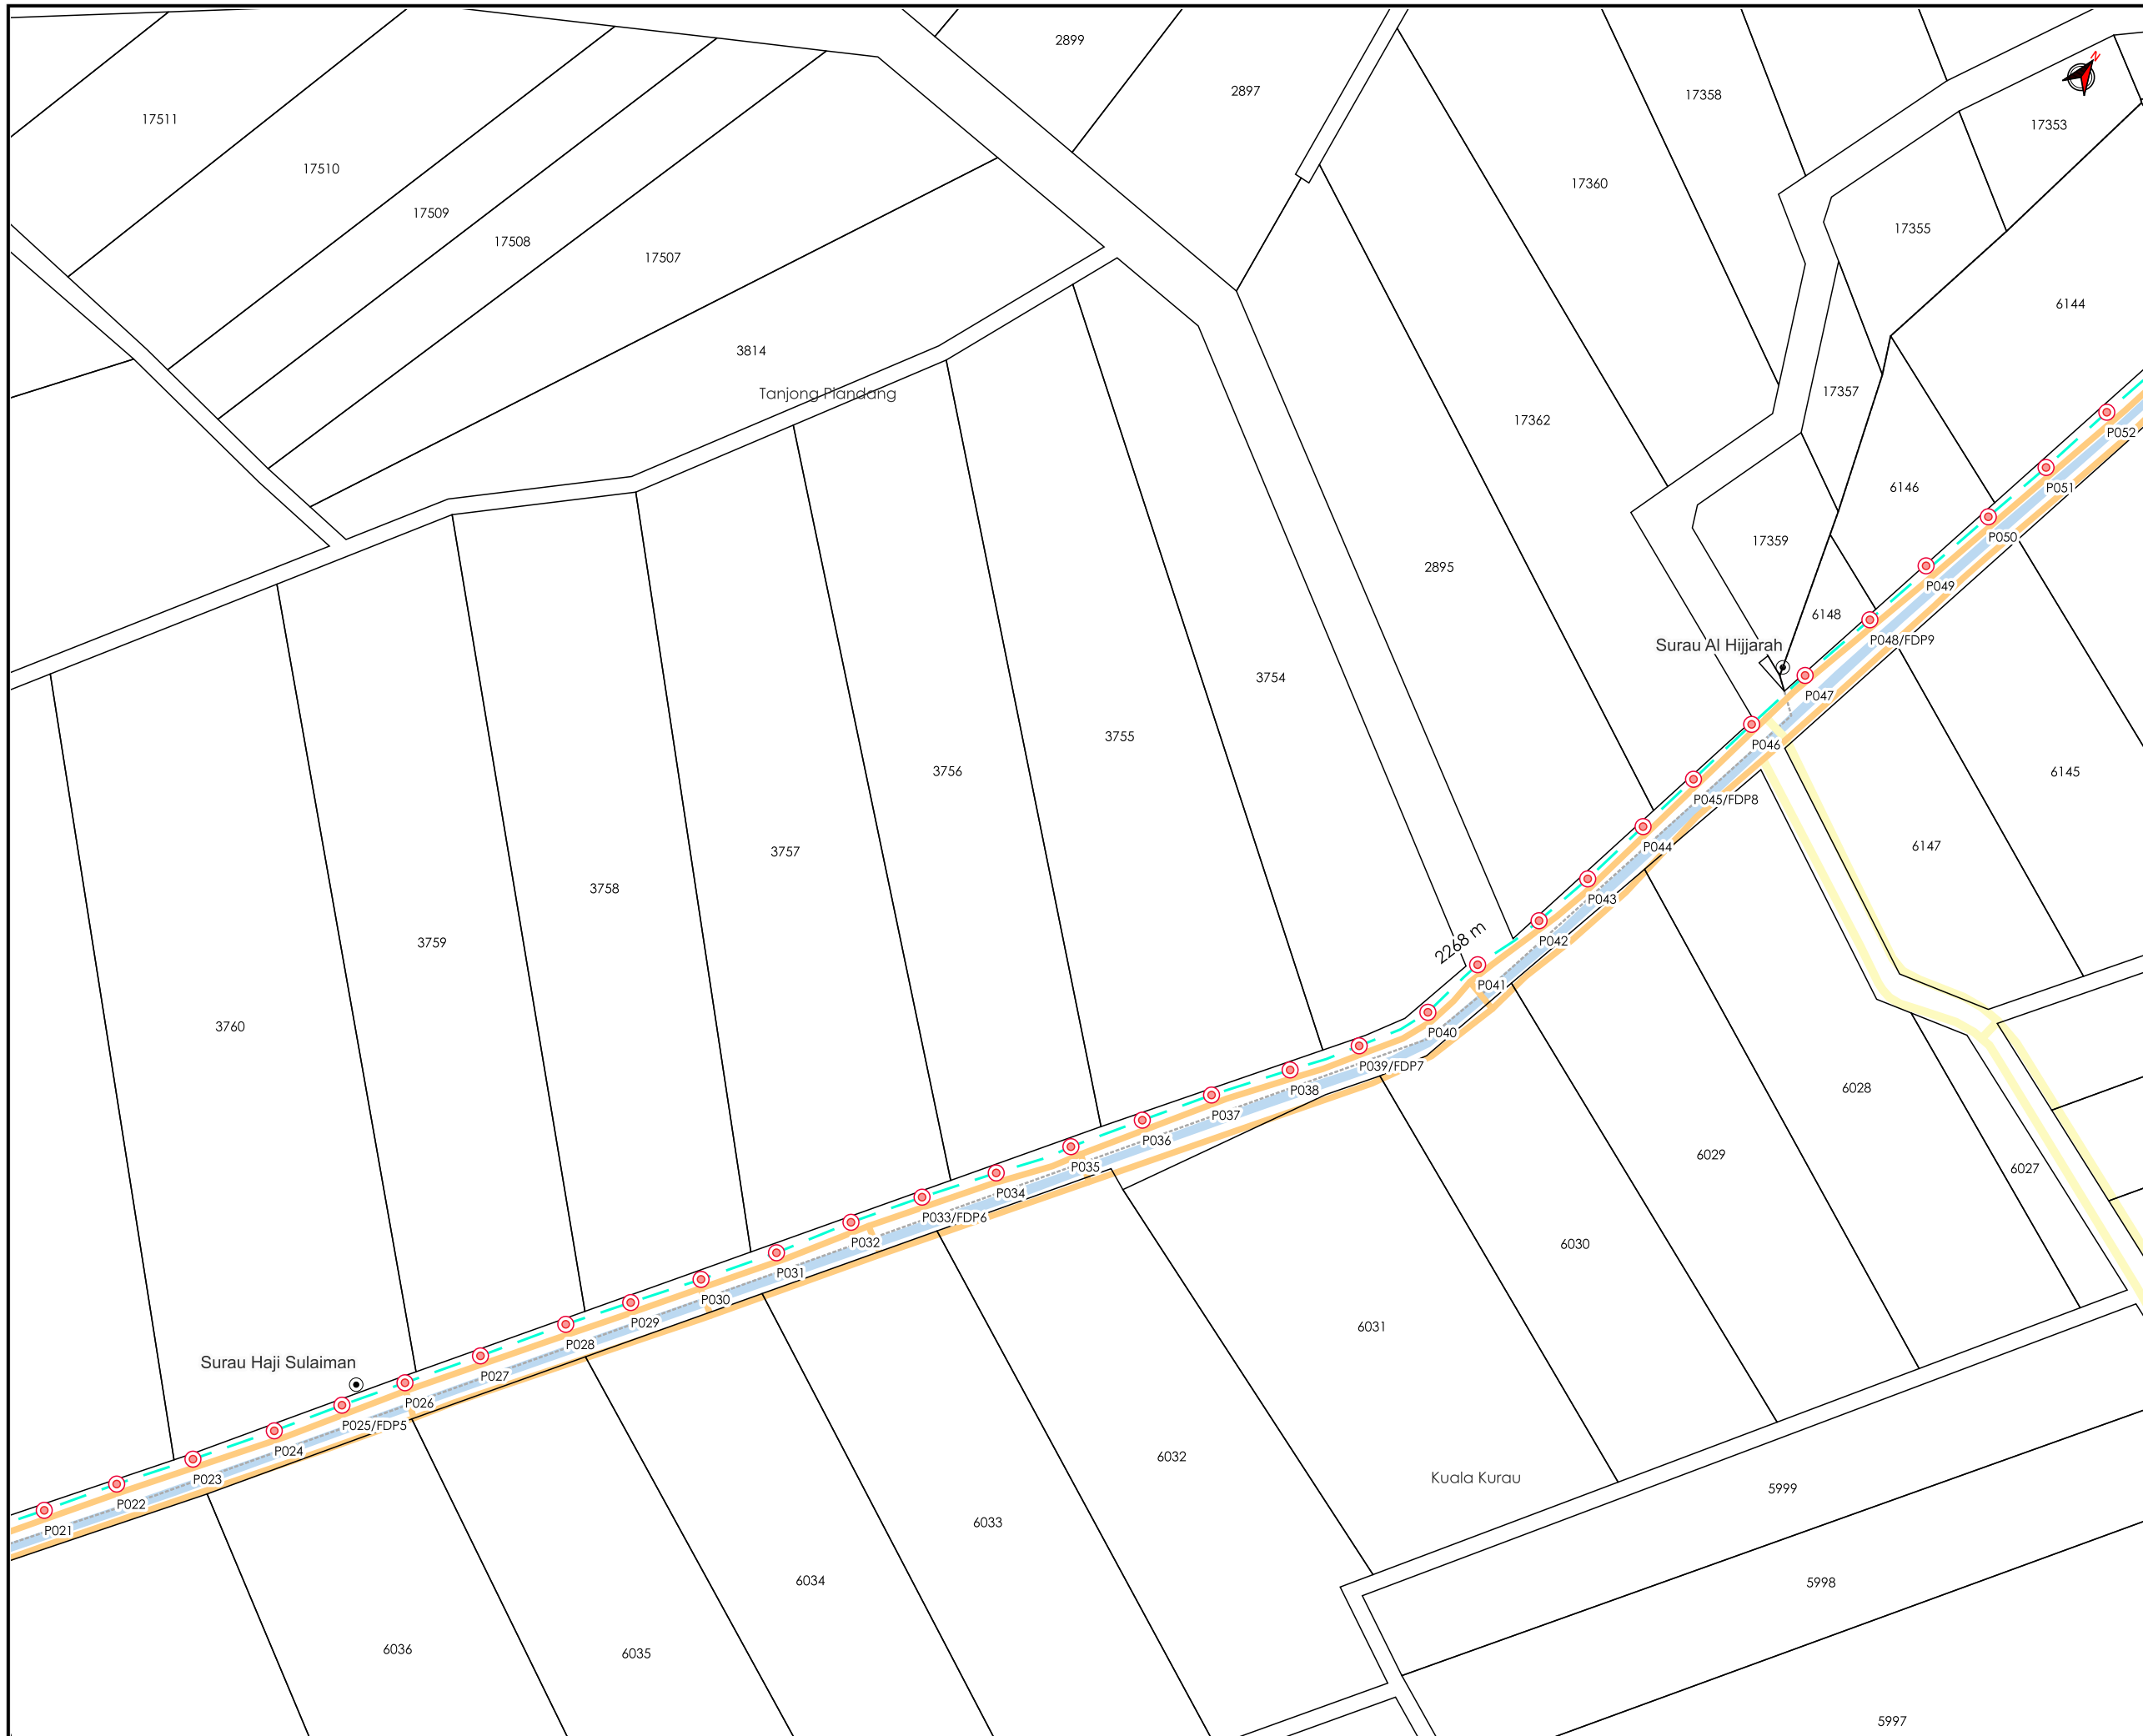 2899
N
2897
17358
17511
17353
17510
17360
17509
17355
17508
17507
6144
3814
Tanjong Piandang
17357
17362
P052
6146
P051
17359
P050
2895
P049
6148
P048/FDP9
Surau Al Hijjarah
3754
P047
3755
P046
3756
6145
P045/FDP8
6147
P044
3757
3758
P043
3759
2268 m
P042
P041
3760
P040
P039/FDP7
6028
P038
P037
P036
6029
P035
6027
P034
P033/FDP6
P032
6030
P031
P030
P029
6031
P028
Surau Haji Sulaiman
P027
P026
P025/FDP5
P024
6032
Kuala Kurau
P023
5999
P022
6033
P021
6034
5998
6036
6035
5997